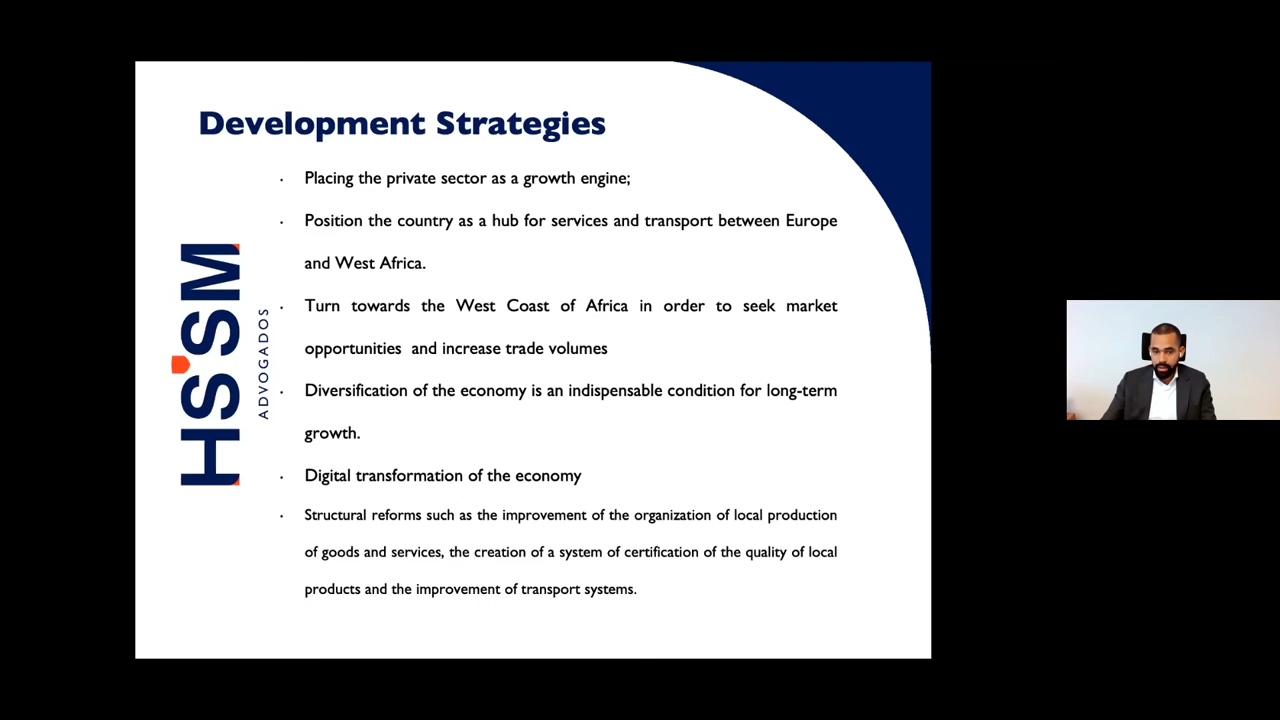 Development Strategies
Placing the private sector as a growth engine;
Position the country as a hub for services and transport between Europe
and West Africa.
Turn towards the West Coast of Africa in order to seek market
opportunities and increase trade volumes
Diversification of the economy is an indispensable condition for long-term
growth.
Digital transformation of the economy
Structural reforms such as the improvement of the organization of local production
of goods and services, the creation of a system of certification of the quality of local
products and the improvement of transport systems.
HS'SM
ADVOGADOS